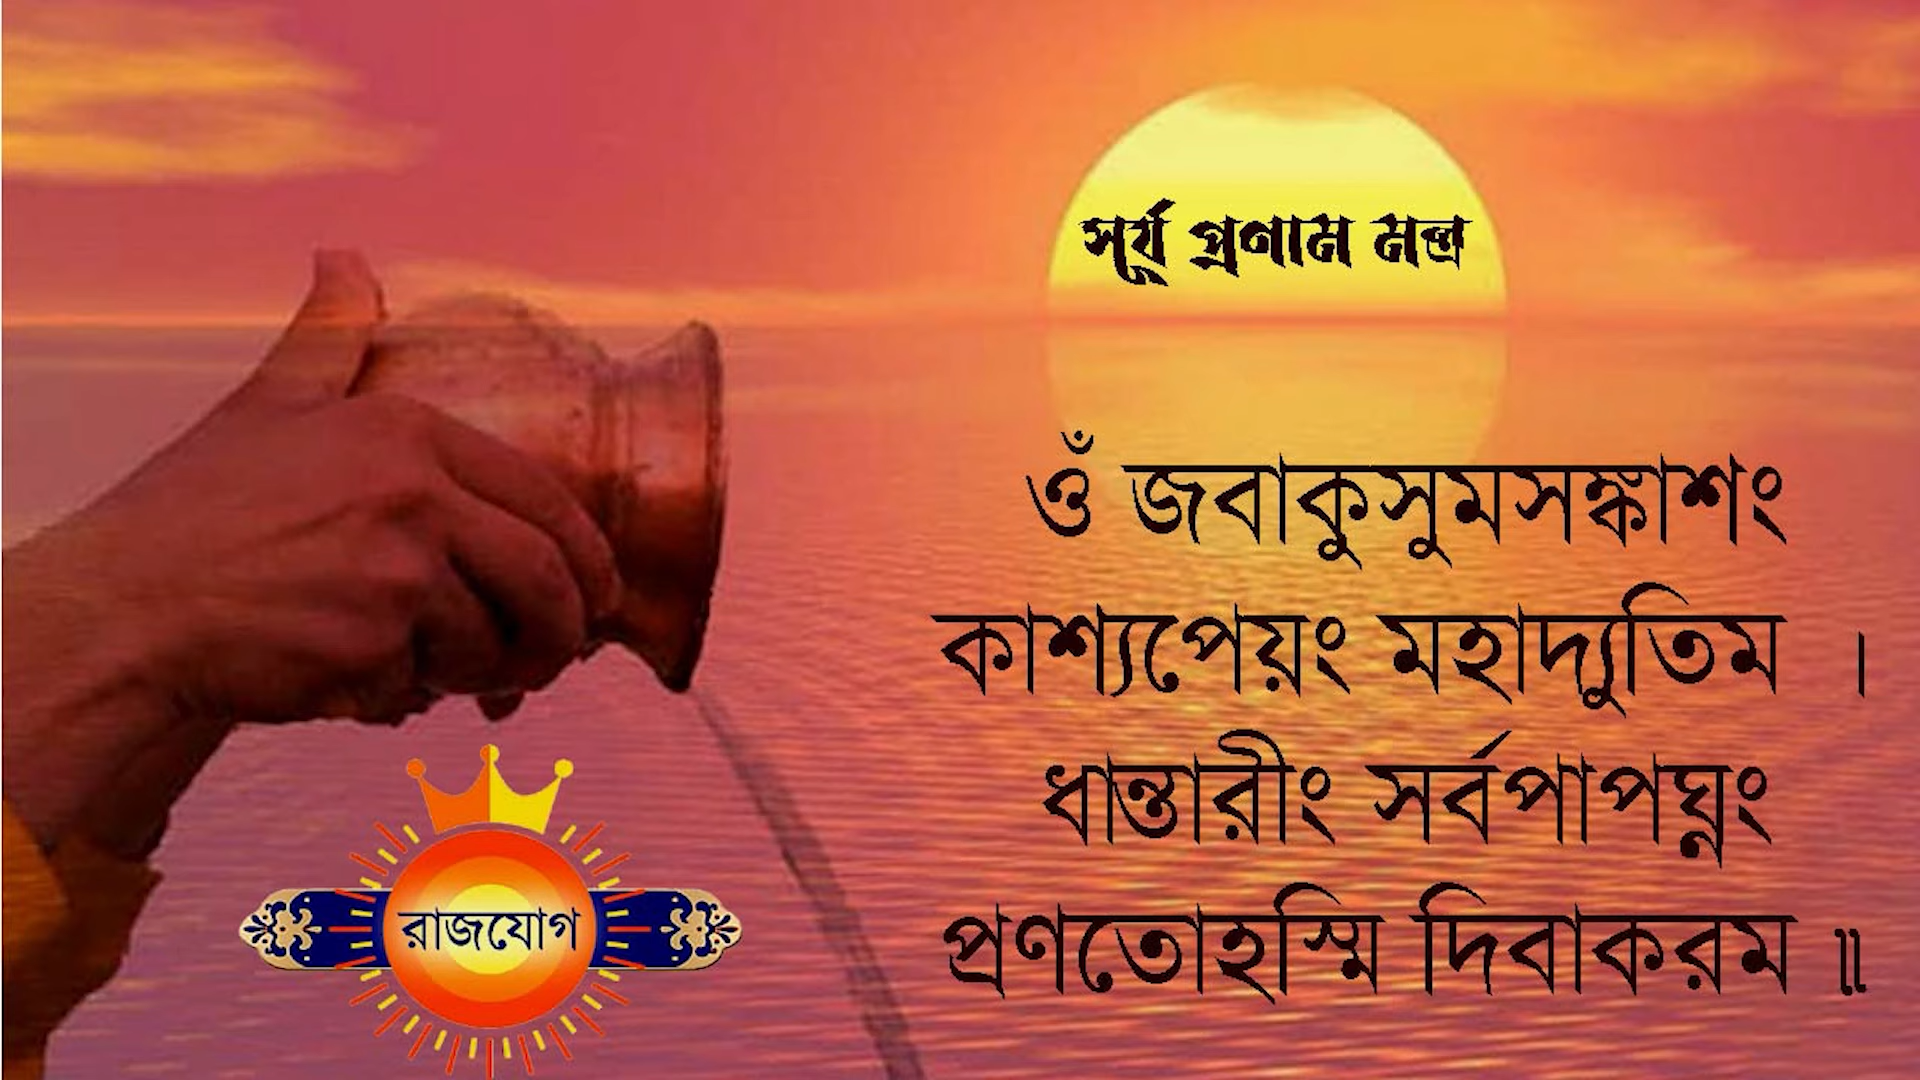 সূর্য প্রণাম মন্ত্র
ওঁ জবাকুসুমসঙ্কাশং
কাশ্যপেয়ং মহাদ্যুতিম ।
ধান্তারীং সর্বপাপঘ্নং
প্রণতোহস্মি দিবাকরম ॥
রাজযোগ